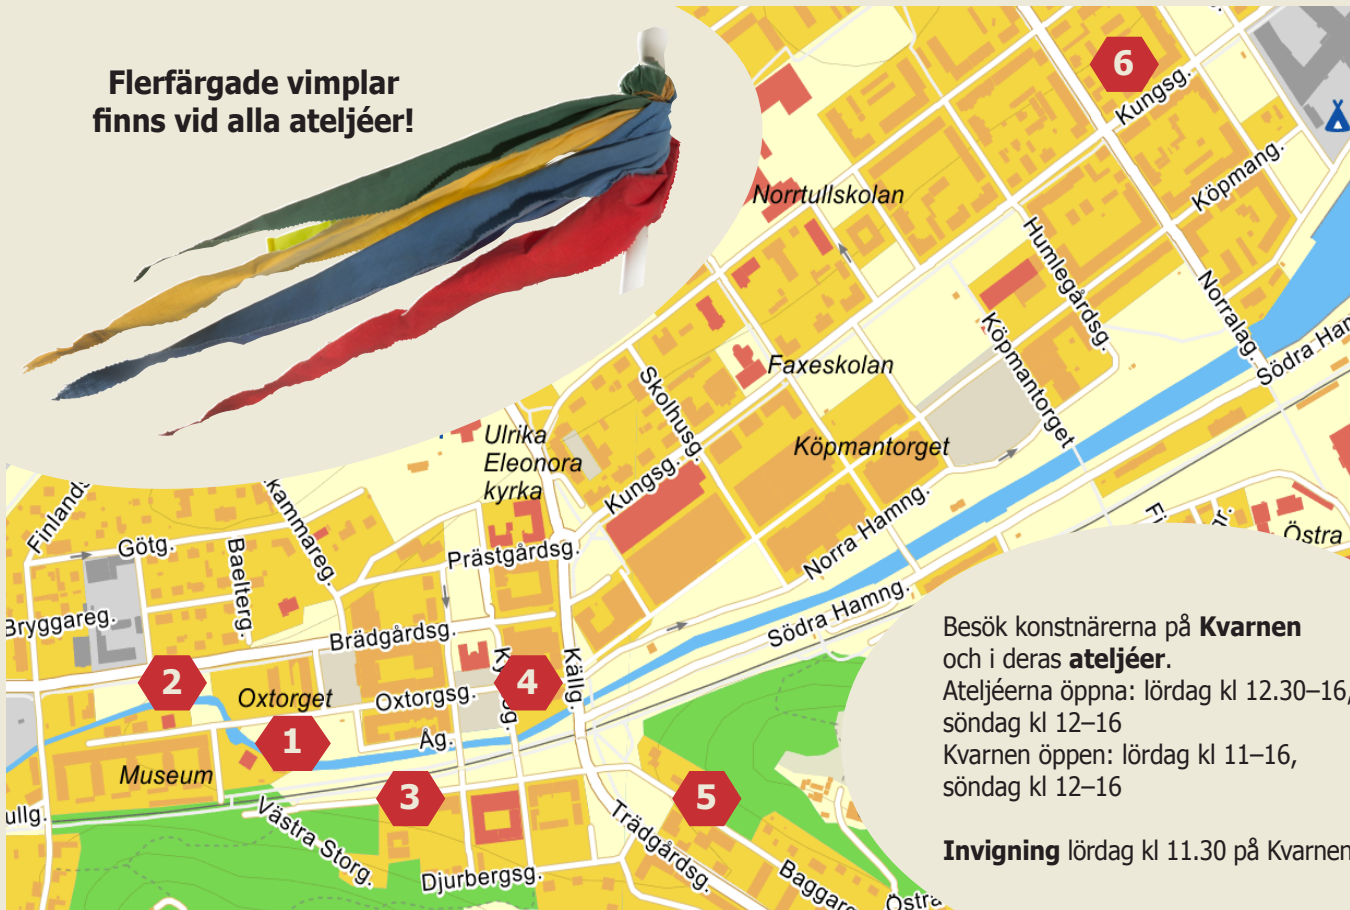 Flerfärgade vimplar
finns vid alla ateljéer!
6
Kungsg.
Köpmang.
Norrtullskolan
Humlegårdsg.
Norralag.
Södra Ham
Köpmantorget
Faxeskolan
Skolhusg.
Köpmantorget
Ulrika
Eleonora
kyrka
Kungsg.
Finlands
kammareg.
Götg.
Baelterg.
Prästgårdsg.
Norra Hamng.
Östra
Bryggareg.
Brädgårdsg.
Södra Hamng.
Källg.
2
Oxtorget
Oxtorgsg.
4
1
Åg.
Museum
3
5
ullg.
Västra Storg.
Djurbergsg.
Trädgårdsg.
Baggare
Östra
Besök konstnärerna på Kvarnen
och i deras ateljéer.
Ateljéerna öppna: lördag kl 12.30–16,
söndag kl 12–16
Kvarnen öppen: lördag kl 11–16,
söndag kl 12–16
Invigning lördag kl 11.30 på Kvarnen